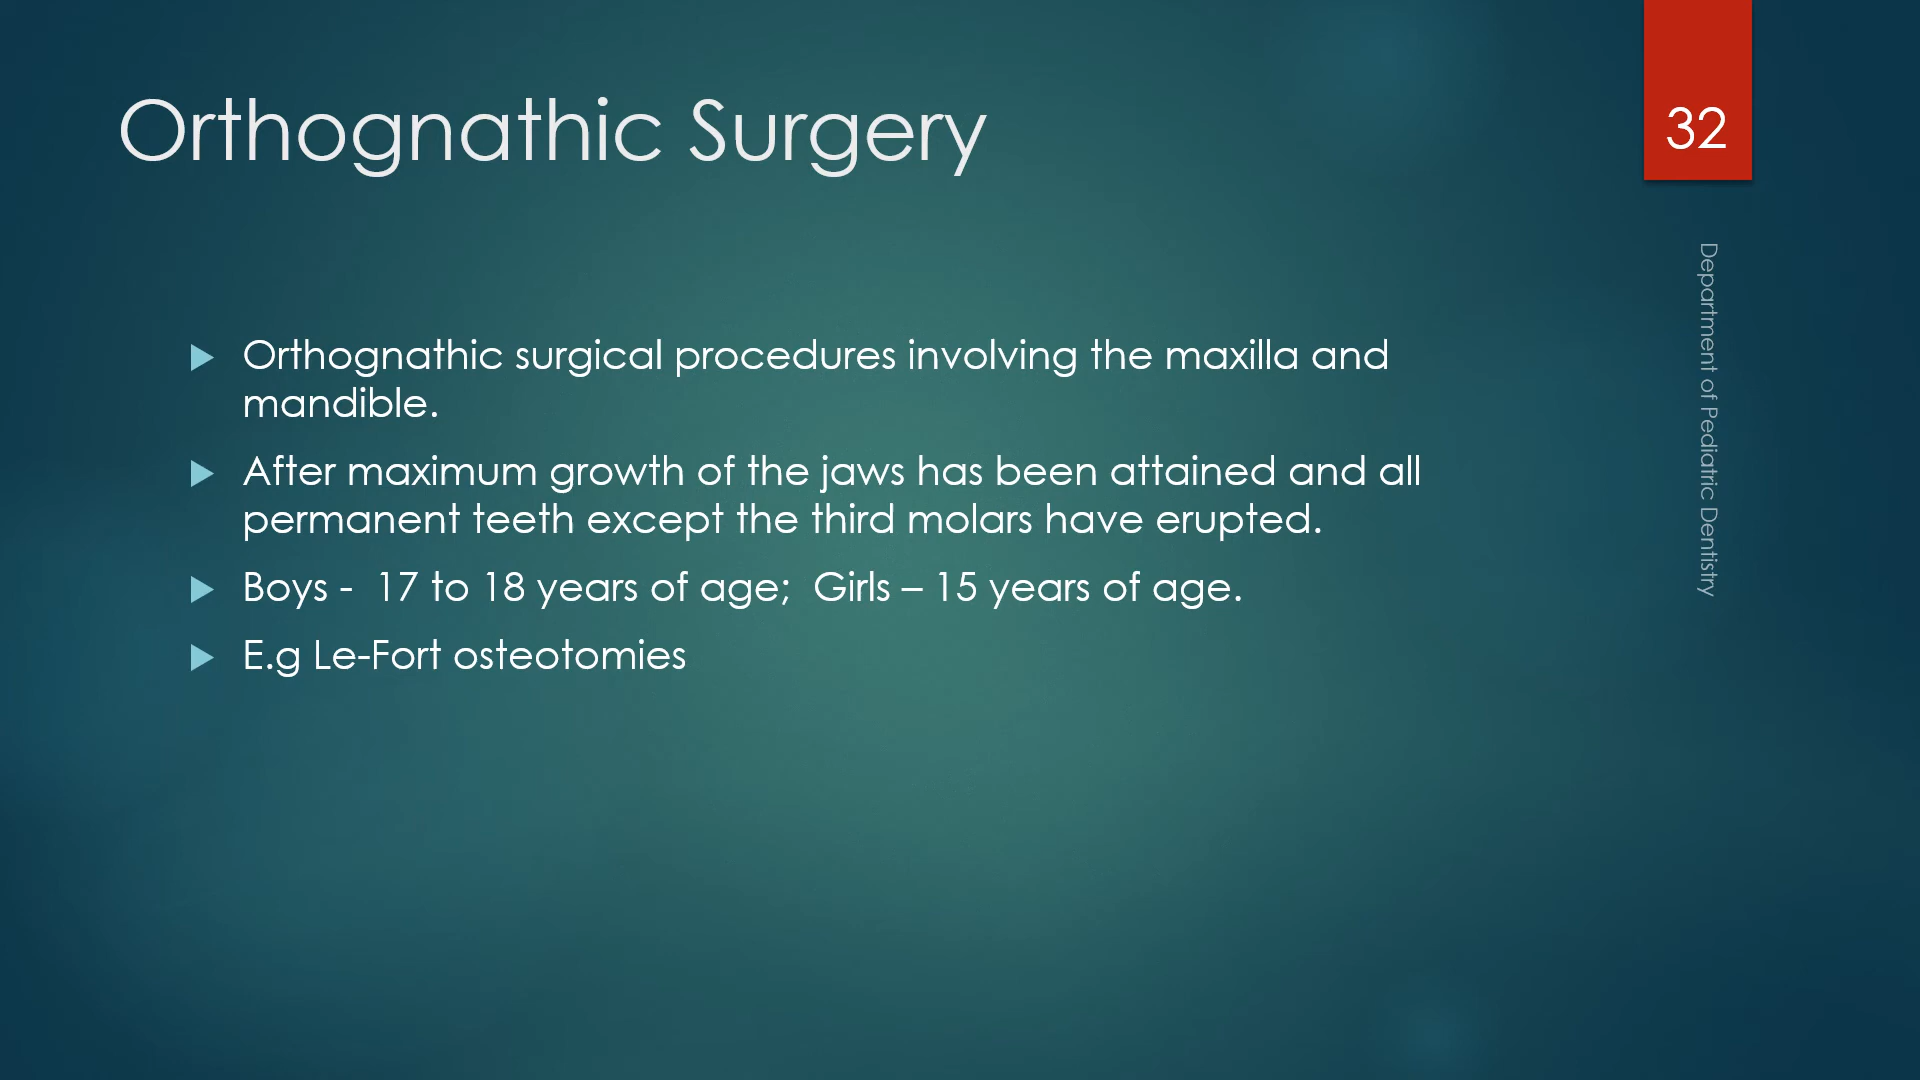 Orthognathic Surgery
32
Orthognathic surgical procedures involving the maxilla and
mandible.
After maximum growth of the jaws has been attained and all
permanent teeth except the third molars have erupted.
Boys -  17 to 18 years of age;  Girls – 15 years of age.
E.g Le-Fort osteotomies
Department of Pediatric Dentistry